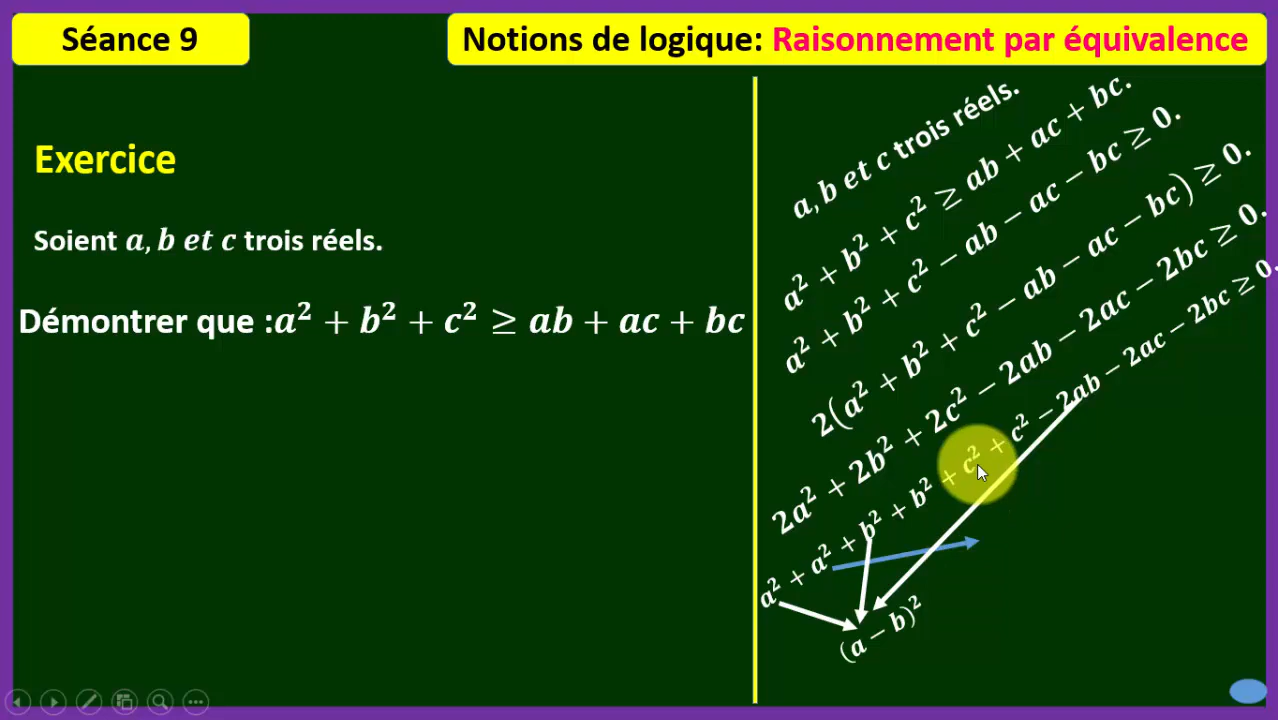 Séance 9
Notions de logique: Raisonnement par équivalence
Exercice
Soient a, b et c trois réels.
Démontrer que :a² + b² + c² ≥ ab + ac + bc
a, b et c trois réels.
a² + b² + c² ≥ ab + ac + bc.
a² + b² + c² − ab − ac − bc ≥ 0.
2(a² + b² + c² − ab − ac − bc) ≥ 0.
2a² + 2b² + 2c² − 2ab − 2ac − 2bc ≥ 0.
a² + a² + b² + b² + c² + c² − 2ab − 2ac − 2bc ≥ 0.
(a − b)²